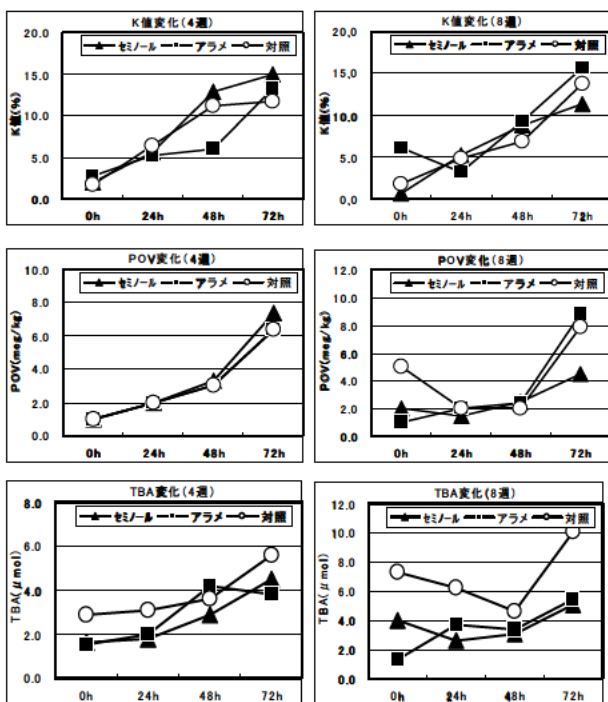 K値変化(4週)
セミノール アラメ 対照
20.0
15.0
10.0
5.0
0.0
K値(%)
0h 24h 48h 72h
K値変化(8週)
セミノール アラメ 対照
20.0
15,0
10.0
5.0
0,0
K値(%)
0h 24h 48h 72h
POV変化(4週)
セミノール アラメ 対照
10.0
8.0
6.0
4.0
2.0
0.0
POV(meg/kg)
0h 24h 48h 72h
POV変化(8週)
セミノール アラメ 対照
12.0
10.0
8.0
6.0
4.0
2.0
0.0
POV(meg/kg)
0h 24h 48h 72h
TBA変化(4週)
セミノール アラメ 対照
8.0
6.0
4.0
2.0
0.0
TBA(μmol)
0h 24h 48h 72h
TBA変化(8週)
セミノール アラメ 対照
12.0
10.0
8.0
6.0
4.0
2.0
0.0
TBA(μmol)
0h 24h 48h 72h